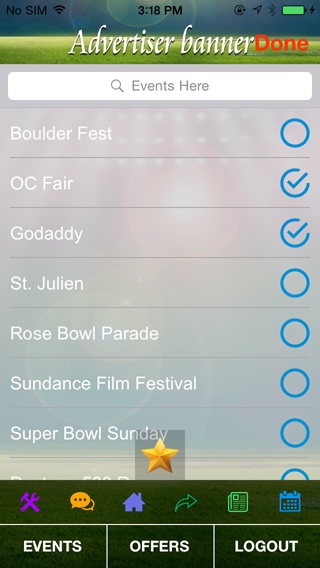 No SIM 3:18 PM
Advertiser banner Done
Events Here
Boulder Fest
OC Fair
Godaddy
St. Julien
Rose Bowl Parade
Sundance Film Festival
Super Bowl Sunday
EVENTS OFFERS LOGOUT